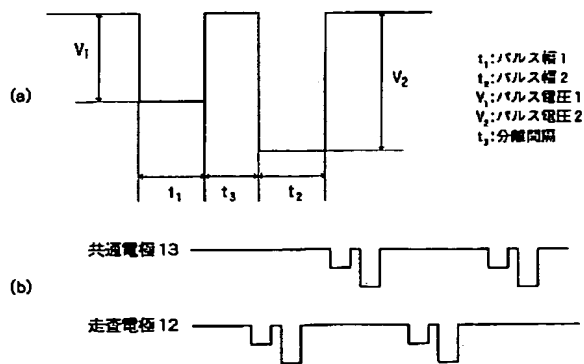 (a)
V₁
V₂
t₁
t₃
t₂
t₁:パルス幅1
t₂:パルス幅2
V₁:パルス電圧1
V₂:パルス電圧2
t₃:分離間隔
(b)
共通電極13
走査電極12